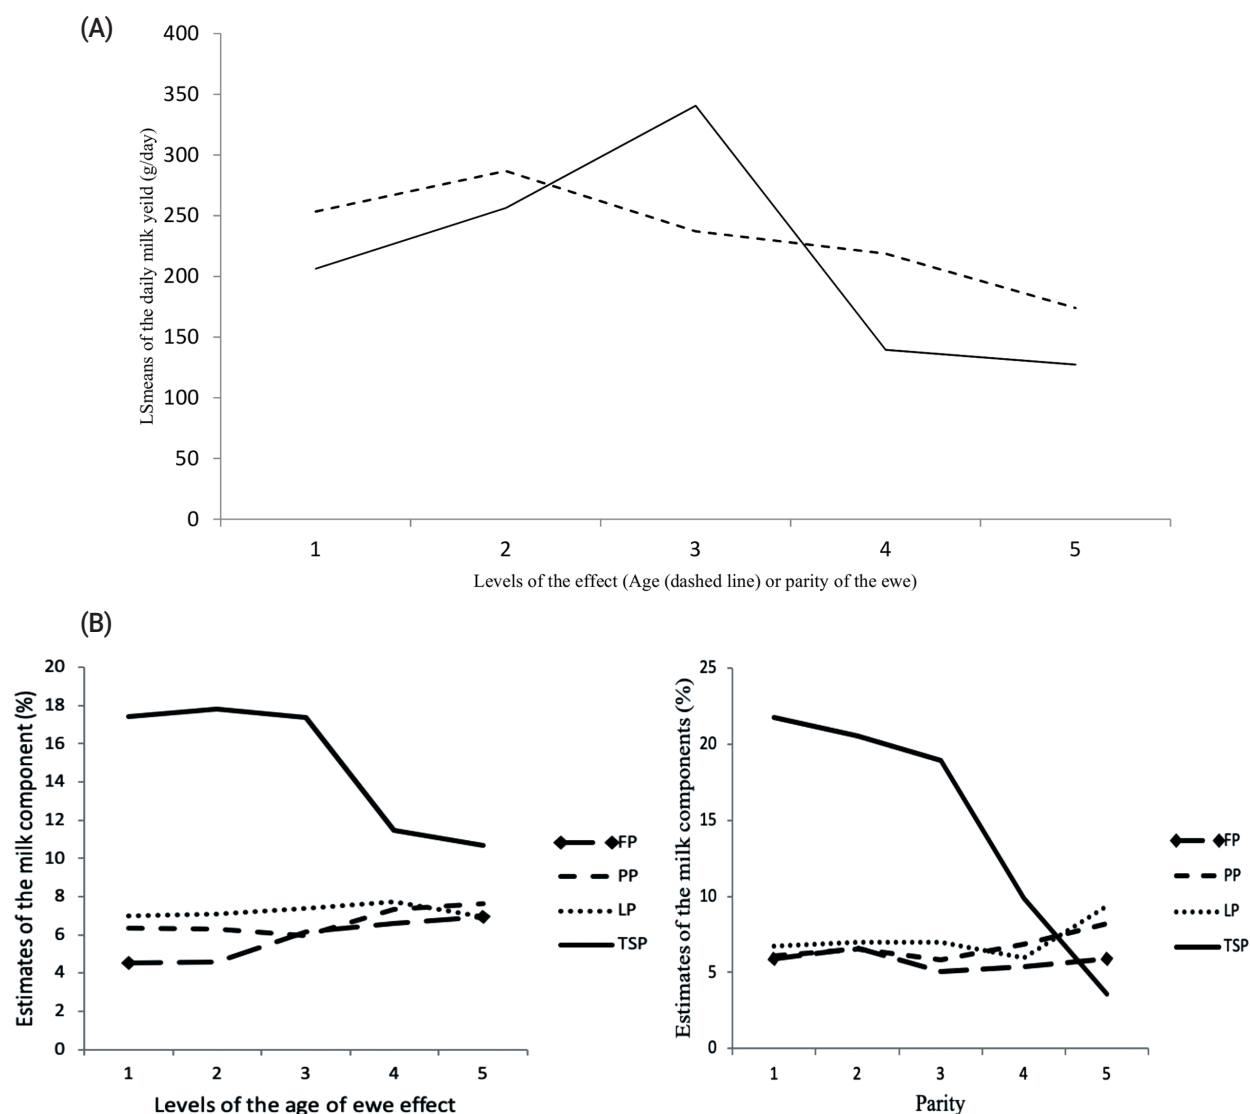 (A)
LSmeans of the daily milk yeild (g/day)
400
350
300
250
200
150
100
50
0
1 2 3 4 5
Levels of the effect (Age (dashed line) or parity of the ewe)
(B)
Estimates of the milk component (%)
20
18
16
14
12
10
8
6
4
2
0
1 2 3 4 5
Levels of the age of ewe effect
FP
PP
LP
TSP
Estimates of the milk components (%)
25
20
15
10
5
0
1 2 3 4 5
Parity
FP
PP
LP
TSP